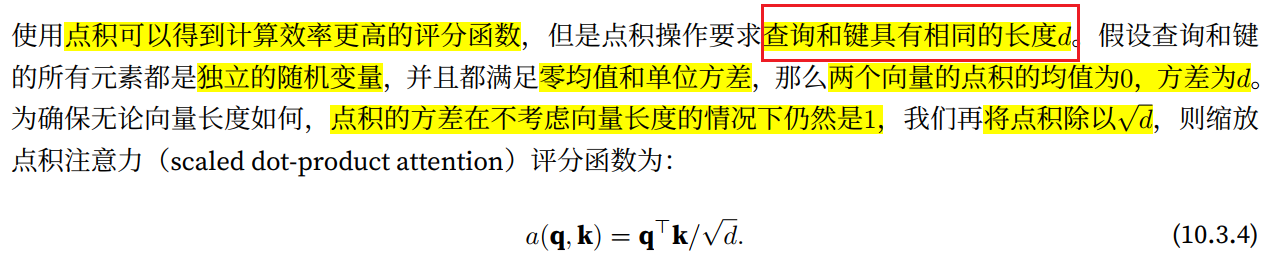 使用点积可以得到计算效率更高的评分函数，但是点积操作要求查询和键具有相同的长度d。假设查询和键
的所有元素都是独立的随机变量，并且都满足零均值和单位方差，那么两个向量的点积的均值为0，方差为d。
为确保无论向量长度如何，点积的方差在不考虑向量长度的情况下仍然是1，我们再将点积除以√d，则缩放
点积注意力（scaled dot-product attention）评分函数为：
a(q, k) = q⊤k/√d. (10.3.4)